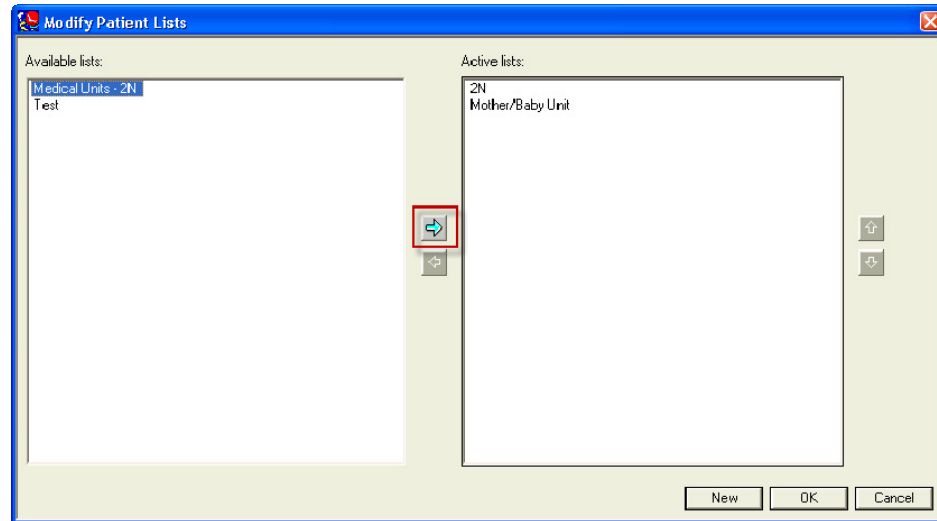 Modify Patient Lists
Available lists:
Medical Units - 2N
Test
Active lists:
2N
Mother/Baby Unit
New
OK
Cancel